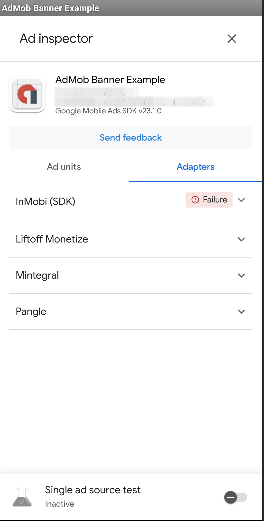 AdMob Banner Example
Ad inspector
AdMob Banner Example
Google Mobile Ads SDK v23.1.0
Send feedback
Ad units
Adapters
InMobi (SDK)
Failure
Liftoff Monetize
Mintegral
Pangle
Single ad source test
Inactive